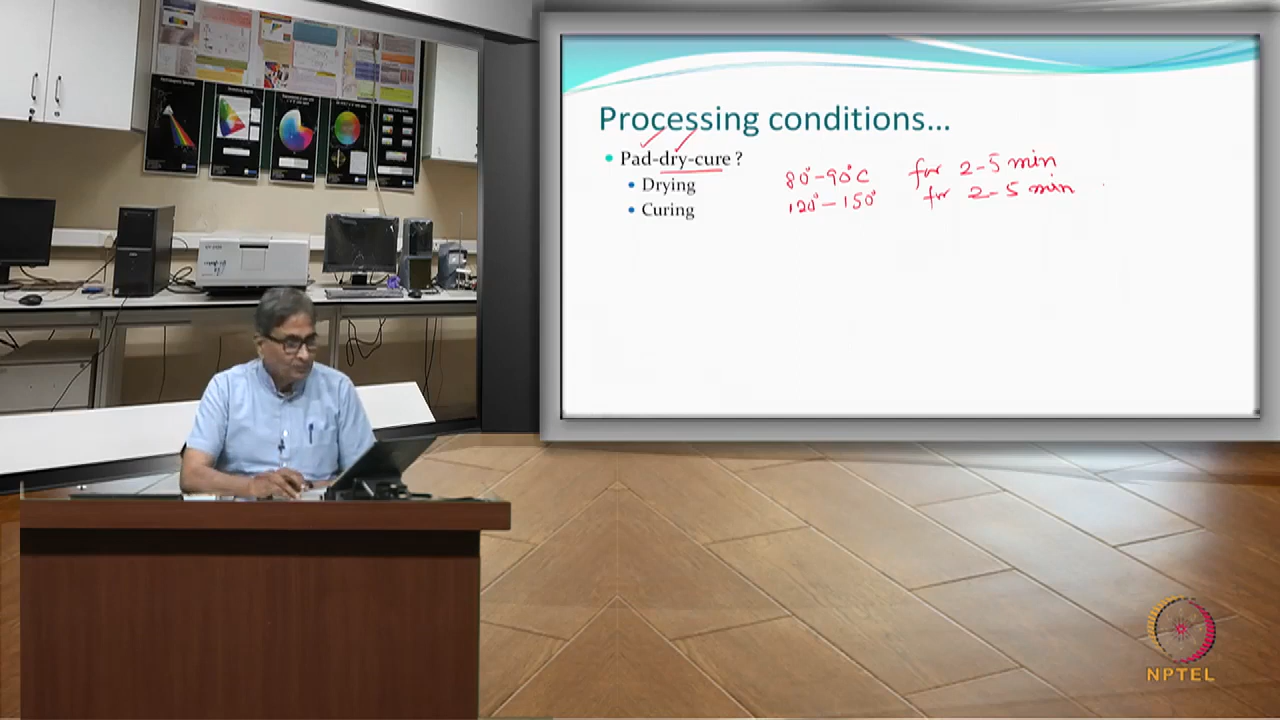 Processing conditions...
• Pad-dry-cure ?
• Drying 80°-90°C for 2-5 min
• Curing 120°-150° for 2-5 min
NPTEL